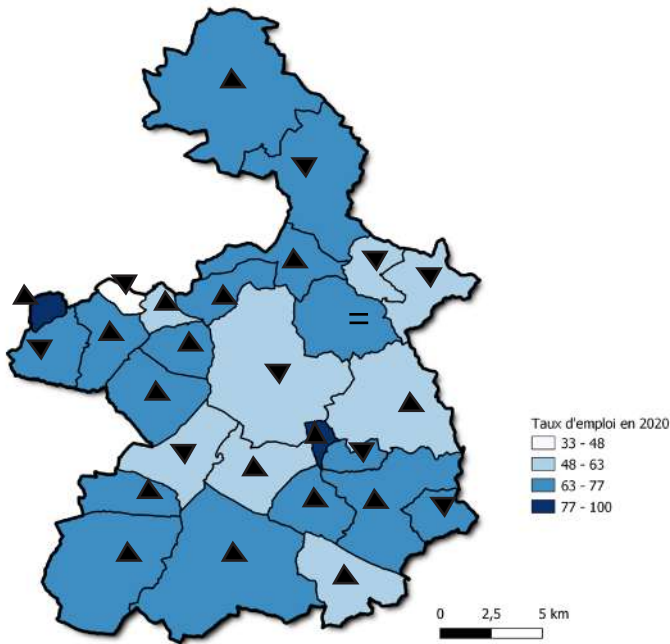 Taux d'emploi en 2020
33 - 48
48 - 63
63 - 77
77 - 100
=
0 2,5 5 km